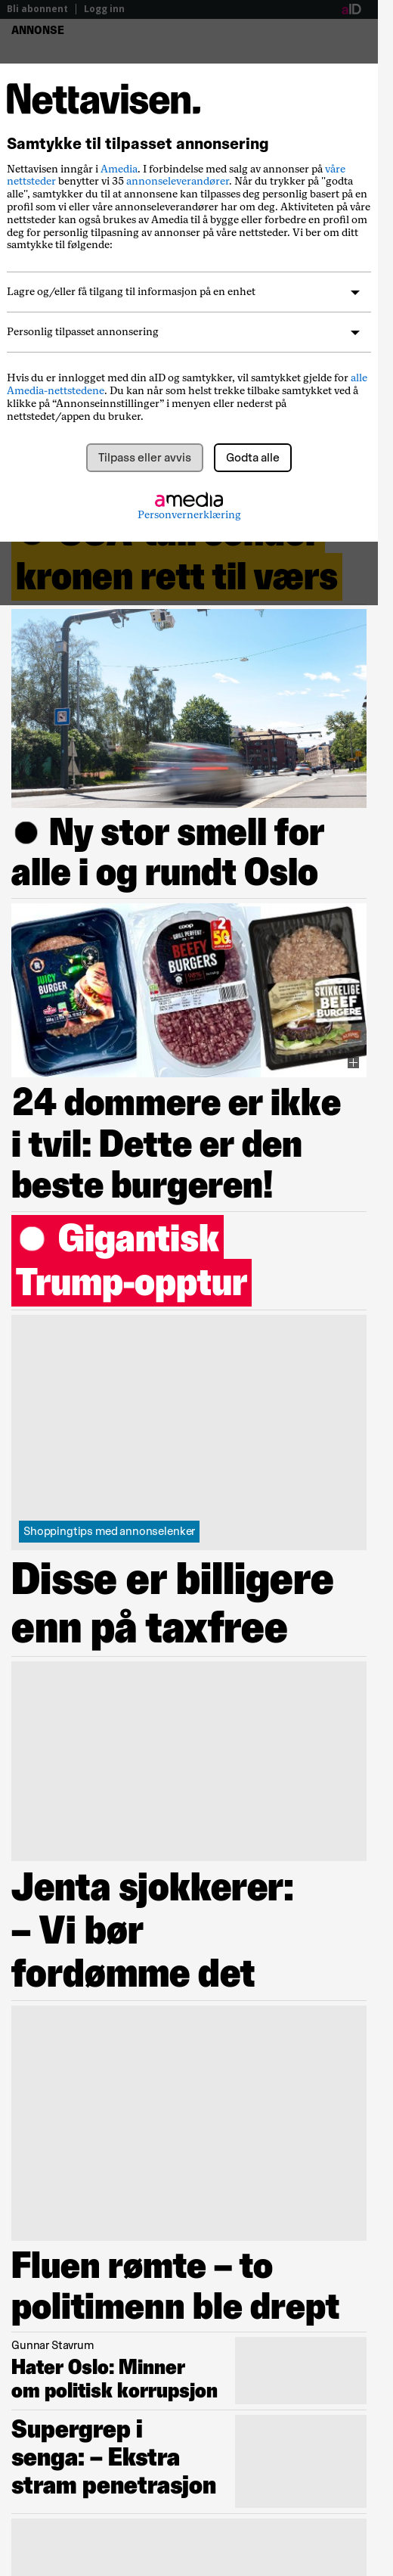 Bli abonnent | Logg inn
aID
ANNONSE
Nettavisen.
Samtykke til tilpasset annonsering
Nettavisen inngår i Amedia. I forbindelse med salg av annonser på våre
nettsteder benytter vi 35 annonseleverandører. Når du trykker på "godta
alle", samtykker du til at annonsene kan tilpasses deg personlig basert på en
profil som vi eller våre annonseleverandører har om deg. Aktiviteten på våre
nettsteder kan også brukes av Amedia til å bygge eller forbedre en profil om
deg for personlig tilpasning av annonser på våre nettsteder. Vi ber om ditt
samtykke til følgende:
Lagre og/eller få tilgang til informasjon på en enhet
Personlig tilpasset annonsering
Hvis du er innlogget med din aID og samtykker, vil samtykket gjelde for alle
Amedia-nettstedene. Du kan når som helst trekke tilbake samtykket ved å
klikke på “Annonseinnstillinger” i menyen eller nederst på
nettstedet/appen du bruker.
Tilpass eller avvis
Godta alle
amedia
Personvernerklæring
kronen rett til værs
Ny stor smell for
alle i og rundt Oslo
JUICY
BURGER
coop
GRILL PERFECT
BEEFY
BURGERS
2
50
SKIKKELIGE
BEEF
BURGERE
24 dommere er ikke
i tvil: Dette er den
beste burgeren!
Gigantisk
Trump-opptur
Shoppingtips med annonselenker
Disse er billigere
enn på taxfree
Jenta sjokkerer:
– Vi bør
fordømme det
Fluen rømte – to
politimenn ble drept
Gunnar Stavrum
Hater Oslo: Minner
om politisk korrupsjon
Supergrep i
senga: – Ekstra
stram penetrasjon